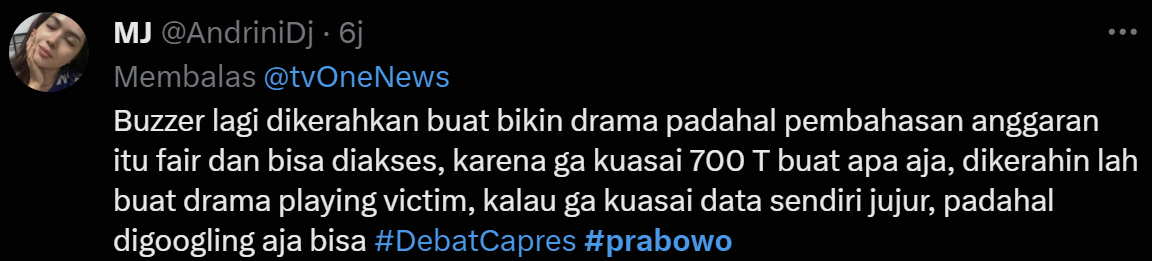 MJ @AndriniDj · 6j
Membalas @tvOneNews
Buzzer lagi dikerahkan buat bikin drama padahal pembahasan anggaran
itu fair dan bisa diakses, karena ga kuasai 700 T buat apa aja, dikerahin lah
buat drama playing victim, kalau ga kuasai data sendiri jujur, padahal
digoogling aja bisa #DebatCapres #prabowo